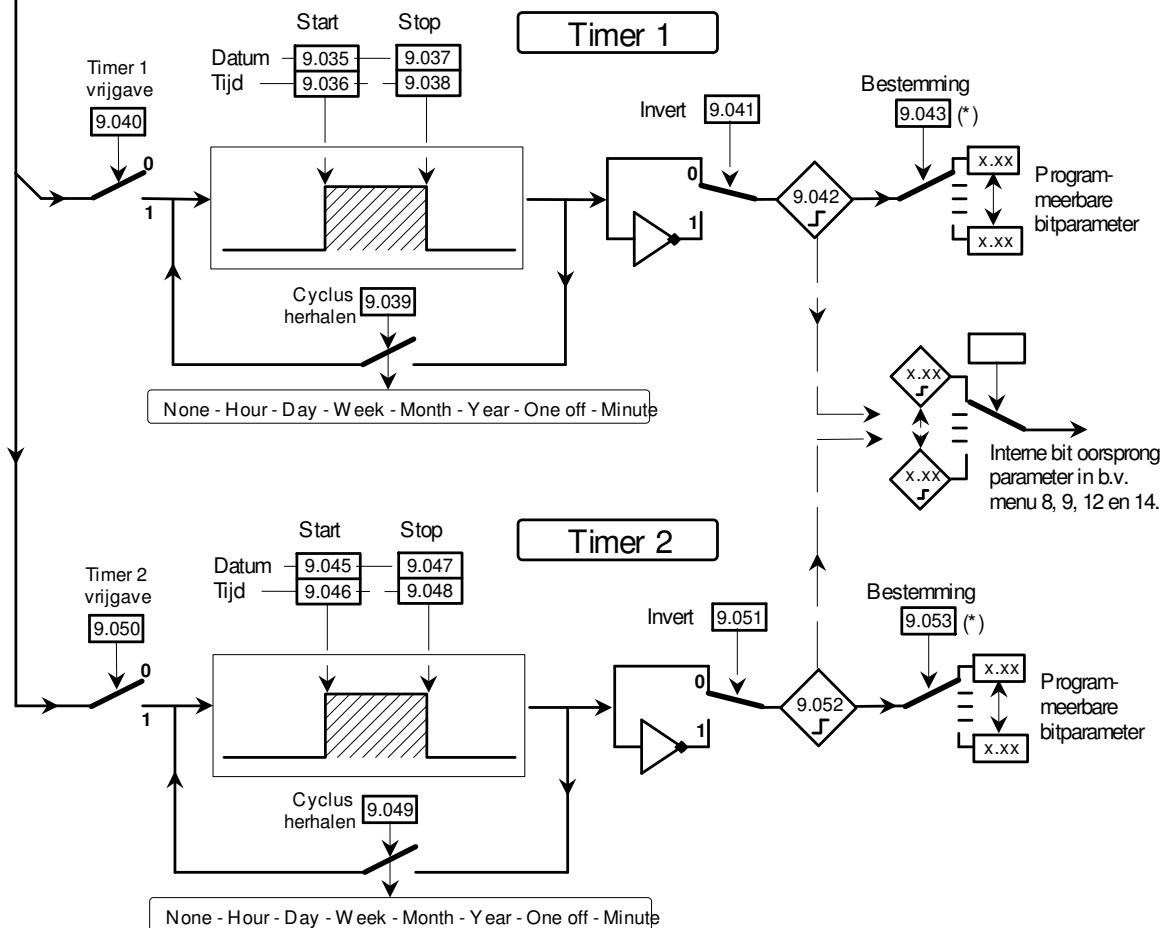 Start Stop
Timer 1
Datum 9.035 9.037
Tijd 9.036 9.038
Timer 1
vrijgave
9.040
0
1
Invert 9.041
0
1
9.042
Bestemming
9.043 (*)
x.xx
x.xx
Program-
meerbare
bitparameter
Cyclus
herhalen
9.039
None - Hour - Day - Week - Month - Year - One off - Minute
x.xx
x.xx
Interne bit oorsprong
parameter in b.v.
menu 8, 9, 12 en 14.
Start Stop
Timer 2
Datum 9.045 9.047
Tijd 9.046 9.048
Timer 2
vrijgave
9.050
0
1
Invert 9.051
0
1
9.052
Bestemming
9.053 (*)
x.xx
x.xx
Program-
meerbare
bitparameter
Cyclus
herhalen
9.049
None - Hour - Day - Week - Month - Year - One off - Minute